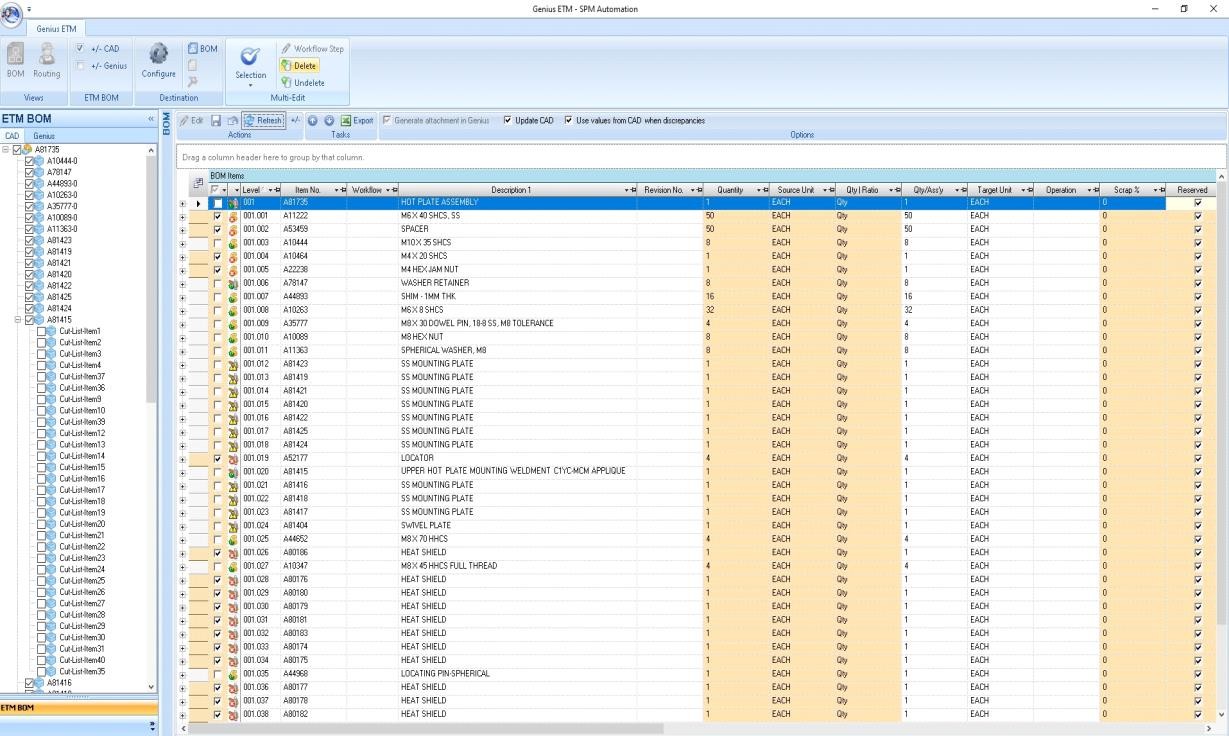 Genius ETM - SPM Automation
Genius ETM
BOM Routing
Views
+/- CAD
+/- Genius
ETM BOM
Configure
BOM
Destination
Selection
Workflow Step
Delete
Undelete
Multi-Edit
ETM BOM
CAD Genius
A81735
A10444-0
A78147
A44893-0
A10263-0
A35777-0
A10089-0
A11363-0
A81423
A81419
A81421
A81420
A81422
A81425
A81424
A81415
Cut-List-Item1
Cut-List-Item2
Cut-List-Item3
Cut-List-Item4
Cut-List-Item37
Cut-List-Item36
Cut-List-Item9
Cut-List-Item10
Cut-List-Item39
Cut-List-Item12
Cut-List-Item13
Cut-List-Item14
Cut-List-Item15
Cut-List-Item16
Cut-List-Item17
Cut-List-Item18
Cut-List-Item19
Cut-List-Item20
Cut-List-Item21
Cut-List-Item22
Cut-List-Item23
Cut-List-Item24
Cut-List-Item25
Cut-List-Item26
Cut-List-Item27
Cut-List-Item28
Cut-List-Item29
Cut-List-Item30
Cut-List-Item31
Cut-List-Item40
Cut-List-Item35
A81416
ETM BOM
BOM
Edit Refresh +/- Export Generate attachment in Genius Update CAD Use values from CAD when discrepancies
Actions Tasks Options
Drag a column header here to group by that column.
BOM Items
Level Item No. Workflow Description 1 Revision No. Quantity Source Unit Qty | Ratio Qty/Ass'y Target Unit Operation Scrap % Reserved
001 A81735 HOT PLATE ASSEMBLY 1 EACH Qty 1 EACH 0
001.001 A11222 M6 X 40 SHCS, SS 50 EACH Qty 50 EACH 0
001.002 A53459 SPACER 50 EACH Qty 50 EACH 0
001.003 A10444 M10 X 35 SHCS 8 EACH Qty 8 EACH 0
001.004 A10464 M4 X 20 SHCS 1 EACH Qty 1 EACH 0
001.005 A22238 M4 HEX JAM NUT 1 EACH Qty 1 EACH 0
001.006 A78147 WASHER RETAINER 8 EACH Qty 8 EACH 0
001.007 A44893 SHIM - 1MM THK 16 EACH Qty 16 EACH 0
001.008 A10263 M6 X 8 SHCS 32 EACH Qty 32 EACH 0
001.009 A35777 M8 X 30 DOWEL PIN, 18-8 SS, M8 TOLERANCE 4 EACH Qty 4 EACH 0
001.010 A10089 M8 HEX NUT 8 EACH Qty 8 EACH 0
001.011 A11363 SPHERICAL WASHER, M8 8 EACH Qty 8 EACH 0
001.012 A81423 SS MOUNTING PLATE 1 EACH Qty 1 EACH 0
001.013 A81419 SS MOUNTING PLATE 1 EACH Qty 1 EACH 0
001.014 A81421 SS MOUNTING PLATE 1 EACH Qty 1 EACH 0
001.015 A81420 SS MOUNTING PLATE 1 EACH Qty 1 EACH 0
001.016 A81422 SS MOUNTING PLATE 1 EACH Qty 1 EACH 0
001.017 A81425 SS MOUNTING PLATE 1 EACH Qty 1 EACH 0
001.018 A81424 SS MOUNTING PLATE 1 EACH Qty 1 EACH 0
001.019 A52177 LOCATOR 4 EACH Qty 4 EACH 0
001.020 A81415 UPPER HOT PLATE MOUNTING WELDMENT C1YC-MCM APPLIQUE 1 EACH Qty 1 EACH 0
001.021 A81416 SS MOUNTING PLATE 1 EACH Qty 1 EACH 0
001.022 A81418 SS MOUNTING PLATE 1 EACH Qty 1 EACH 0
001.023 A81417 SS MOUNTING PLATE 1 EACH Qty 1 EACH 0
001.024 A81404 SWIVEL PLATE 1 EACH Qty 1 EACH 0
001.025 A44652 M8 X 70 HHCS 4 EACH Qty 4 EACH 0
001.026 A80186 HEAT SHIELD 1 EACH Qty 1 EACH 0
001.027 A10347 M8 X 45 HHCS FULL THREAD 4 EACH Qty 4 EACH 0
001.028 A80176 HEAT SHIELD 1 EACH Qty 1 EACH 0
001.029 A80180 HEAT SHIELD 1 EACH Qty 1 EACH 0
001.030 A80179 HEAT SHIELD 1 EACH Qty 1 EACH 0
001.031 A80181 HEAT SHIELD 1 EACH Qty 1 EACH 0
001.032 A80183 HEAT SHIELD 1 EACH Qty 1 EACH 0
001.033 A80174 HEAT SHIELD 1 EACH Qty 1 EACH 0
001.034 A80175 HEAT SHIELD 1 EACH Qty 1 EACH 0
001.035 A44968 LOCATING PIN-SPHERICAL 1 EACH Qty 1 EACH 0
001.036 A80177 HEAT SHIELD 1 EACH Qty 1 EACH 0
001.037 A80178 HEAT SHIELD 1 EACH Qty 1 EACH 0
001.038 A80182 HEAT SHIELD 1 EACH Qty 1 EACH 0